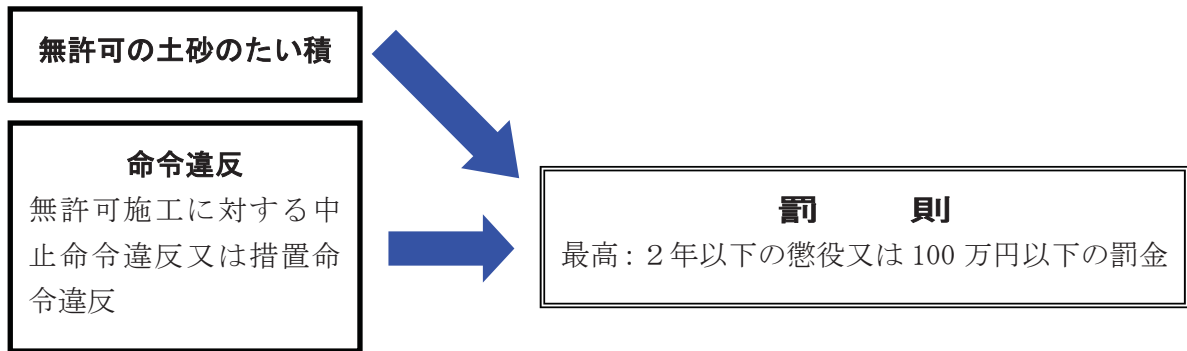 無許可の土砂のたい積
命令違反
無許可施工に対する中
止命令違反又は措置命
令違反
罰　則
最高：２年以下の懲役又は 100 万円以下の罰金